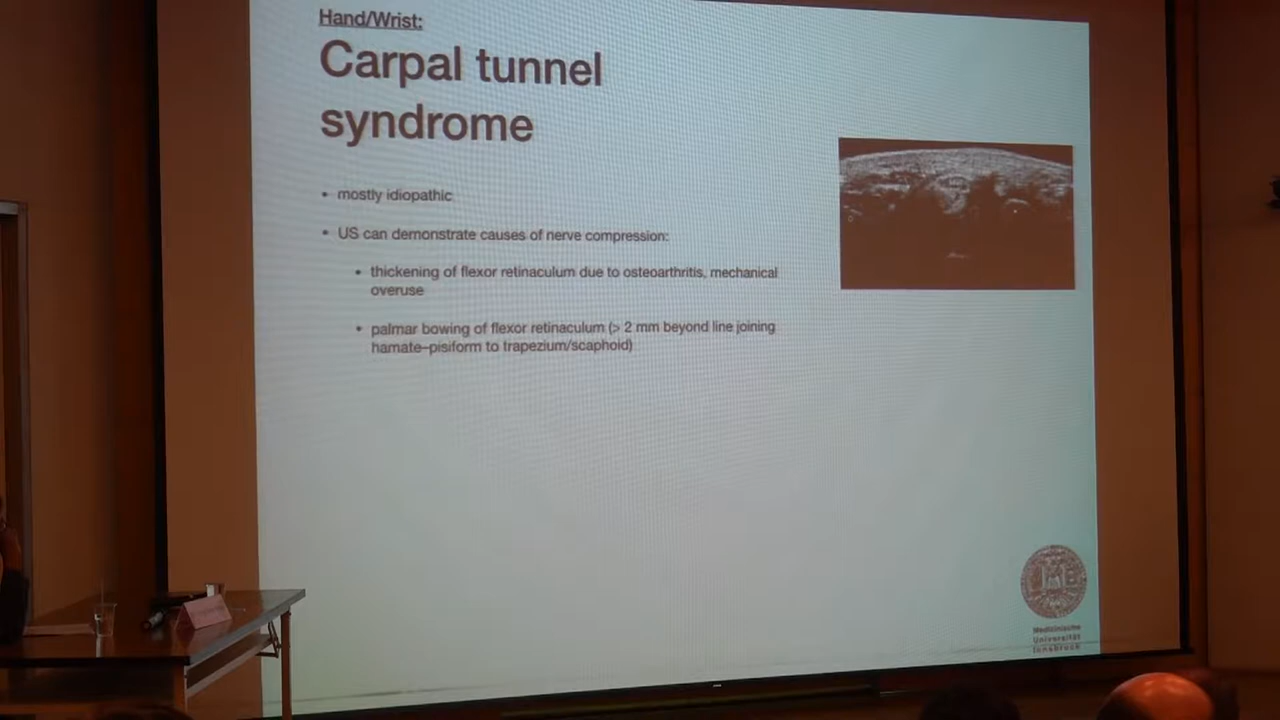 Hand/Wrist:
Carpal tunnel
syndrome
• mostly idiopathic
• US can demonstrate causes of nerve compression:
• thickening of flexor retinaculum due to osteoarthritis, mechanical
overuse
• palmar bowing of flexor retinaculum (> 2 mm beyond line joining
hamate–pisiform to trapezium/scaphoid)
Medizinische
Universität
Innsbruck